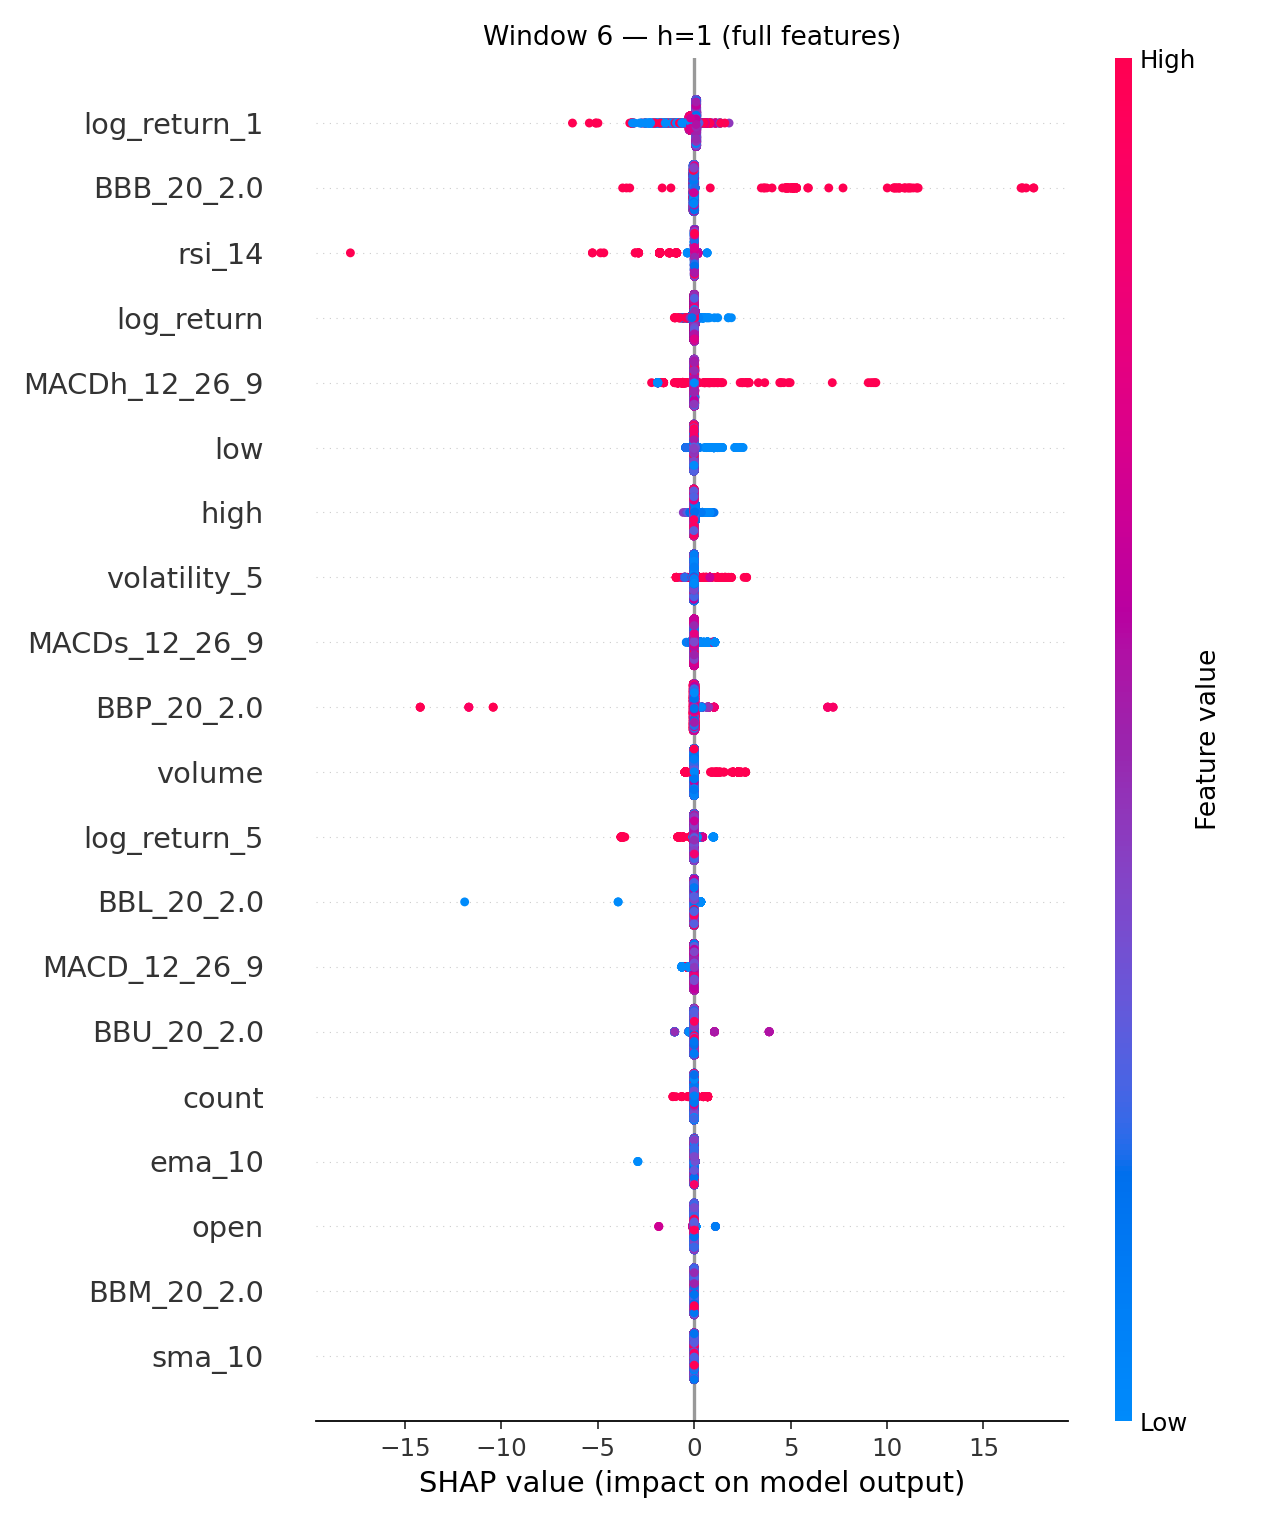 Window 6 — h=1 (full features)
High
log_return_1
BBB_20_2.0
rsi_14
log_return
MACDh_12_26_9
low
high
volatility_5
MACDs_12_26_9
BBP_20_2.0
volume
log_return_5
BBL_20_2.0
MACD_12_26_9
BBU_20_2.0
count
ema_10
open
BBM_20_2.0
sma_10
Feature value
Low
−15 −10 −5 0 5 10 15
SHAP value (impact on model output)